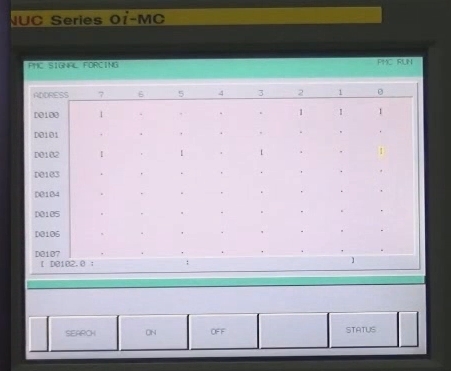 NUC Series 0i-MC
PMC SIGNAL FORCING PMC RUN
ADDRESS 7 6 5 4 3 2 1 0
D0100 I . . . . I I I
D0101 . . . . . . . .
D0102 I . I . I . . I
D0103 . . . . . . . .
D0104 . . . . . . . .
D0105 . . . . . . . .
D0106 . . . . . . . .
D0107 . . . . . . . .
( D0102.0 : : )
SEARCH ON OFF STATUS